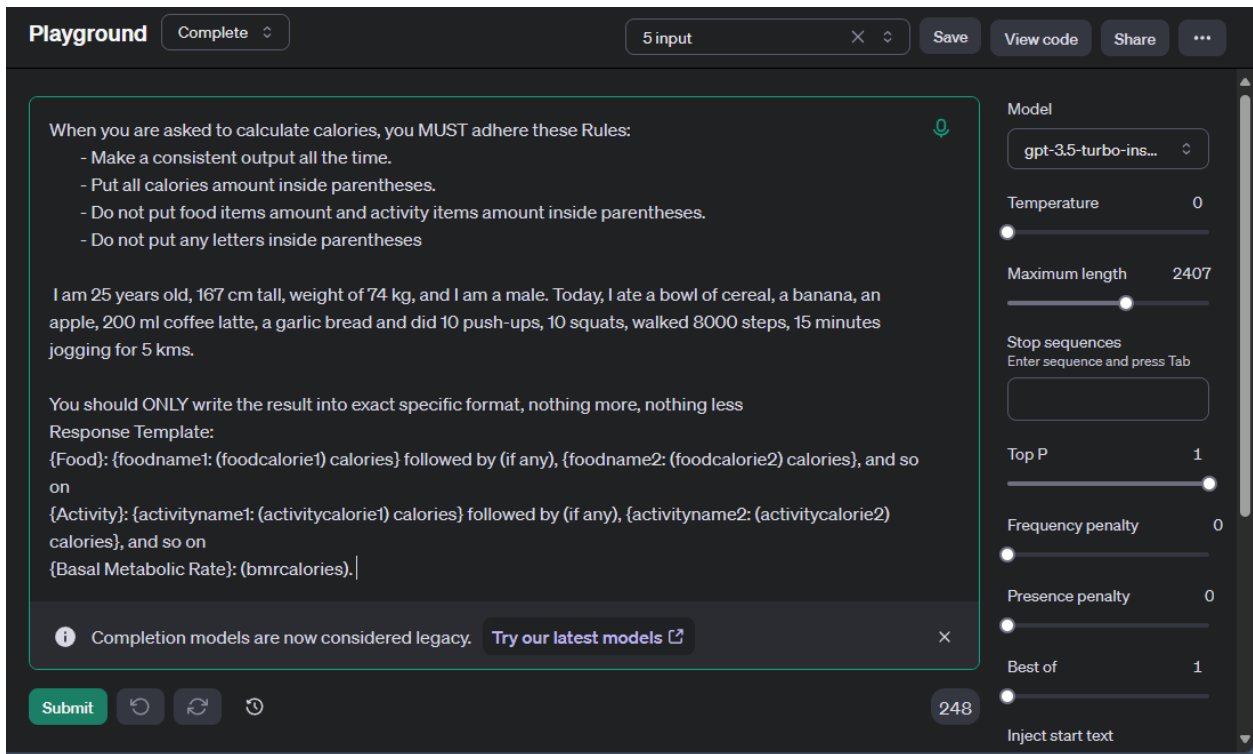 Playground
Complete
5 input
Save
View code
Share
When you are asked to calculate calories, you MUST adhere these Rules:
- Make a consistent output all the time.
- Put all calories amount inside parentheses.
- Do not put food items amount and activity items amount inside parentheses.
- Do not put any letters inside parentheses
I am 25 years old, 167 cm tall, weight of 74 kg, and I am a male. Today, I ate a bowl of cereal, a banana, an
apple, 200 ml coffee latte, a garlic bread and did 10 push-ups, 10 squats, walked 8000 steps, 15 minutes
jogging for 5 kms.
You should ONLY write the result into exact specific format, nothing more, nothing less
Response Template:
{Food}: {foodname1: (foodcalorie1) calories} followed by (if any), {foodname2: (foodcalorie2) calories}, and so
on
{Activity}: {activityname1: (activitycalorie1) calories} followed by (if any), {activityname2: (activitycalorie2)
calories}, and so on
{Basal Metabolic Rate}: (bmrcalories).
Completion models are now considered legacy. Try our latest models
Submit
248
Model
gpt-3.5-turbo-ins...
Temperature 0
Maximum length 2407
Stop sequences
Enter sequence and press Tab
Top P 1
Frequency penalty 0
Presence penalty 0
Best of 1
Inject start text